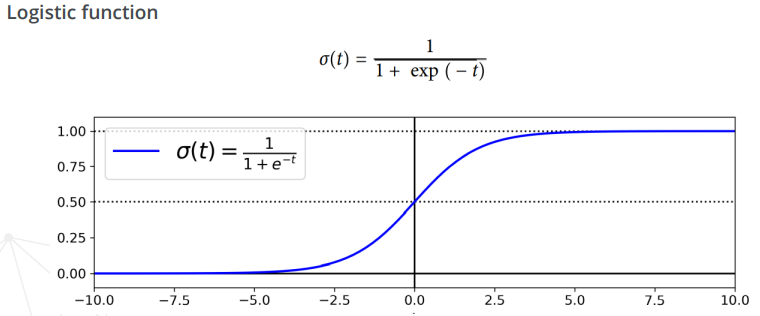 Logistic function
σ(t) = 1 / 1 + exp ( − t)
1.00
σ(t) = 1 / 1 + e^−t
0.75
0.50
0.25
0.00
−10.0 −7.5 −5.0 −2.5 0.0 2.5 5.0 7.5 10.0